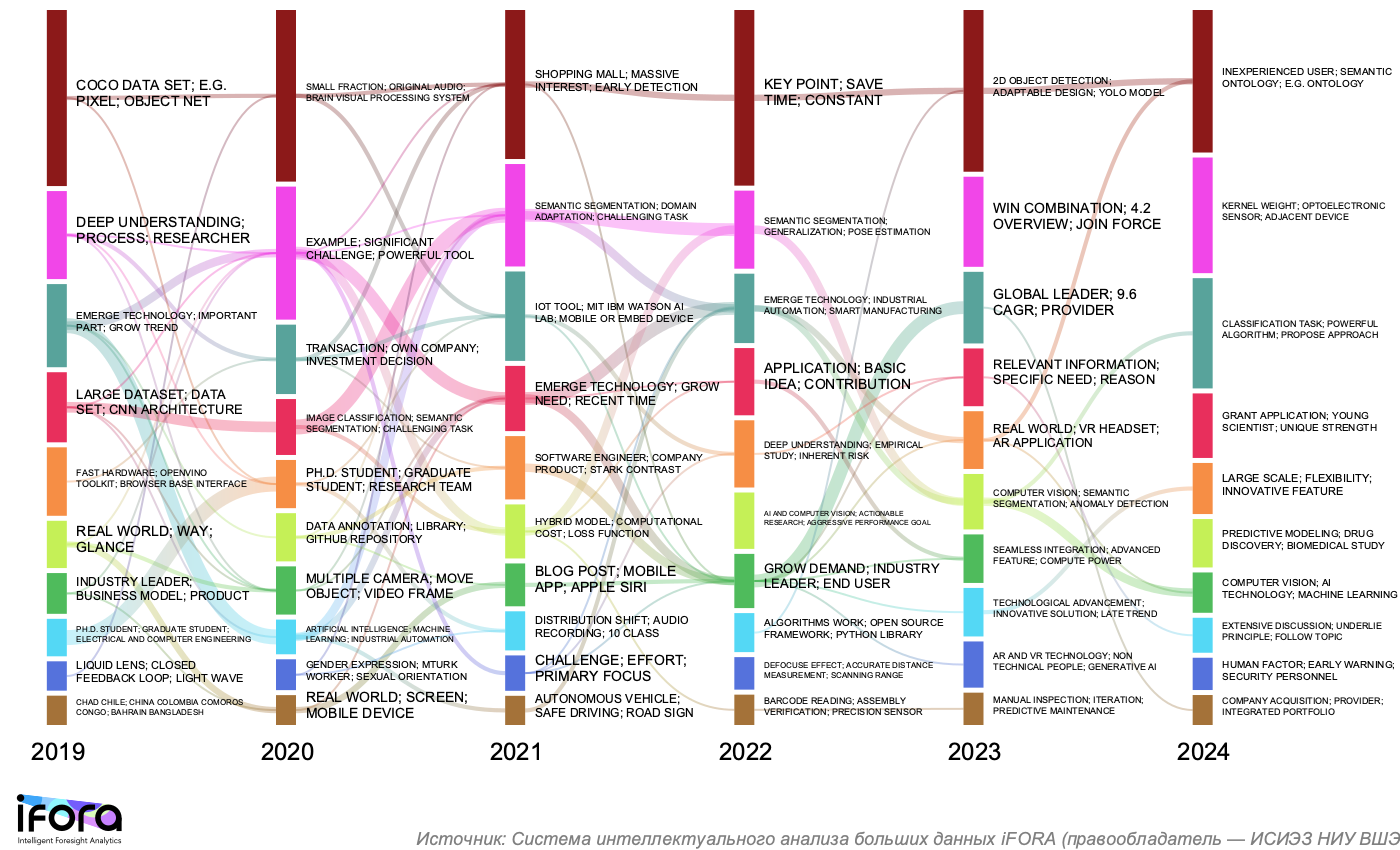 COCO DATA SET; E.G.
PIXEL; OBJECT NET
DEEP UNDERSTANDING;
PROCESS; RESEARCHER
EMERGE TECHNOLOGY; IMPORTANT
PART; GROW TREND
LARGE DATASET; DATA
SET; CNN ARCHITECTURE
FAST HARDWARE; OPENVINO
TOOLKIT; BROWSER BASE INTERFACE
REAL WORLD; WAY;
GLANCE
INDUSTRY LEADER;
BUSINESS MODEL; PRODUCT
PH.D. STUDENT; GRADUATE STUDENT;
ELECTRICAL AND COMPUTER ENGINEERING
LIQUID LENS; CLOSED
FEEDBACK LOOP; LIGHT WAVE
CHAD CHILE; CHINA COLOMBIA COMOROS
CONGO; BAHRAIN BANGLADESH
SMALL FRACTION; ORIGINAL AUDIO;
BRAIN VISUAL PROCESSING SYSTEM
EXAMPLE; SIGNIFICANT
CHALLENGE; POWERFUL TOOL
TRANSACTION; OWN COMPANY;
INVESTMENT DECISION
IMAGE CLASSIFICATION; SEMANTIC
SEGMENTATION; CHALLENGING TASK
PH.D. STUDENT; GRADUATE
STUDENT; RESEARCH TEAM
DATA ANNOTATION; LIBRARY;
GITHUB REPOSITORY
MULTIPLE CAMERA; MOVE
OBJECT; VIDEO FRAME
ARTIFICIAL INTELLIGENCE; MACHINE
LEARNING; INDUSTRIAL AUTOMATION
GENDER EXPRESSION; MTURK
WORKER; SEXUAL ORIENTATION
REAL WORLD; SCREEN;
MOBILE DEVICE
SHOPPING MALL; MASSIVE
INTEREST; EARLY DETECTION
SEMANTIC SEGMENTATION; DOMAIN
ADAPTATION; CHALLENGING TASK
IOT TOOL; MIT IBM WATSON AI
LAB; MOBILE OR EMBED DEVICE
EMERGE TECHNOLOGY; GROW
NEED; RECENT TIME
SOFTWARE ENGINEER; COMPANY
PRODUCT; STARK CONTRAST
HYBRID MODEL; COMPUTATIONAL
COST; LOSS FUNCTION
BLOG POST; MOBILE
APP; APPLE SIRI
DISTRIBUTION SHIFT; AUDIO
RECORDING; 10 CLASS
CHALLENGE; EFFORT;
PRIMARY FOCUS
AUTONOMOUS VEHICLE;
SAFE DRIVING; ROAD SIGN
KEY POINT; SAVE
TIME; CONSTANT
SEMANTIC SEGMENTATION;
GENERALIZATION; POSE ESTIMATION
EMERGE TECHNOLOGY; INDUSTRIAL
AUTOMATION; SMART MANUFACTURING
APPLICATION; BASIC
IDEA; CONTRIBUTION
DEEP UNDERSTANDING; EMPIRICAL
STUDY; INHERENT RISK
AI AND COMPUTER VISION; ACTIONABLE
RESEARCH; AGGRESSIVE PERFORMANCE GOAL
GROW DEMAND; INDUSTRY
LEADER; END USER
ALGORITHMS WORK; OPEN SOURCE
FRAMEWORK; PYTHON LIBRARY
DEFOCUSE EFFECT; ACCURATE DISTANCE
MEASUREMENT; SCANNING RANGE
BARCODE READING; ASSEMBLY
VERIFICATION; PRECISION SENSOR
2D OBJECT DETECTION;
ADAPTABLE DESIGN; YOLO MODEL
WIN COMBINATION; 4.2
OVERVIEW; JOIN FORCE
GLOBAL LEADER; 9.6
CAGR; PROVIDER
RELEVANT INFORMATION;
SPECIFIC NEED; REASON
REAL WORLD; VR HEADSET;
AR APPLICATION
COMPUTER VISION; SEMANTIC
SEGMENTATION; ANOMALY DETECTION
SEAMLESS INTEGRATION; ADVANCED
FEATURE; COMPUTE POWER
TECHNOLOGICAL ADVANCEMENT;
INNOVATIVE SOLUTION; LATE TREND
AR AND VR TECHNOLOGY; NON
TECHNICAL PEOPLE; GENERATIVE AI
MANUAL INSPECTION; ITERATION;
PREDICTIVE MAINTENANCE
INEXPERIENCED USER; SEMANTIC
ONTOLOGY; E.G. ONTOLOGY
KERNEL WEIGHT; OPTOELECTRONIC
SENSOR; ADJACENT DEVICE
CLASSIFICATION TASK; POWERFUL
ALGORITHM; PROPOSE APPROACH
GRANT APPLICATION; YOUNG
SCIENTIST; UNIQUE STRENGTH
LARGE SCALE; FLEXIBILITY;
INNOVATIVE FEATURE
PREDICTIVE MODELING; DRUG
DISCOVERY; BIOMEDICAL STUDY
COMPUTER VISION; AI
TECHNOLOGY; MACHINE LEARNING
EXTENSIVE DISCUSSION; UNDERLIE
PRINCIPLE; FOLLOW TOPIC
HUMAN FACTOR; EARLY WARNING;
SECURITY PERSONNEL
COMPANY ACQUISITION; PROVIDER;
INTEGRATED PORTFOLIO
2019 2020 2021 2022 2023 2024
iFORA
Intelligent Foresight Analytics
Источник: Система интеллектуального анализа больших данных iFORA (правообладатель — ИСИЭЗ НИУ ВШЭ